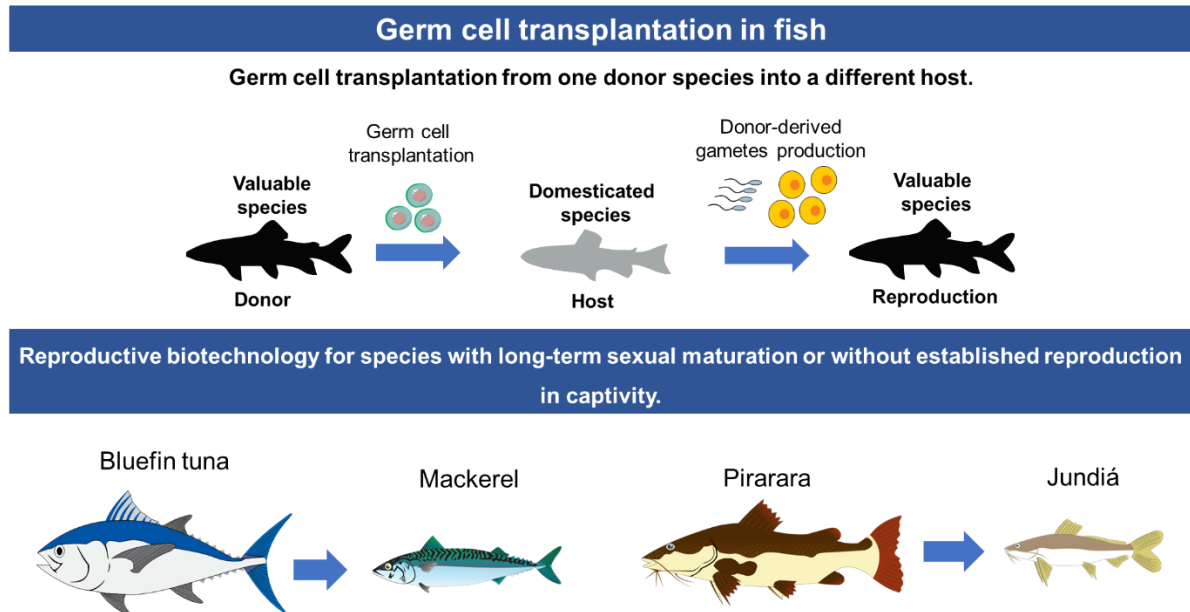 Germ cell transplantation in fish
Germ cell transplantation from one donor species into a different host.
Germ cell
transplantation
Donor-derived
gametes production
Valuable
species
Domesticated
species
Valuable
species
Donor
Host
Reproduction
Reproductive biotechnology for species with long-term sexual maturation or without established reproduction
in captivity.
Bluefin tuna
Mackerel
Pirarara
Jundiá